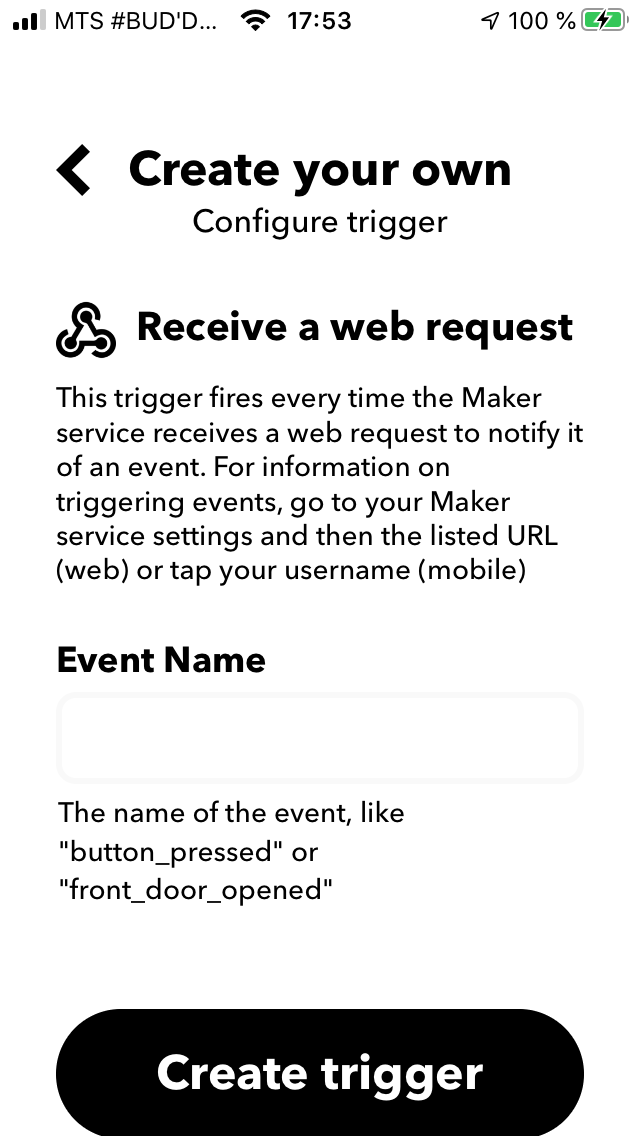 MTS #BUD'D... 17:53 100 %
Create your own
Configure trigger
Receive a web request
This trigger fires every time the Maker
service receives a web request to notify it
of an event. For information on
triggering events, go to your Maker
service settings and then the listed URL
(web) or tap your username (mobile)
Event Name
The name of the event, like
"button_pressed" or
"front_door_opened"
Create trigger